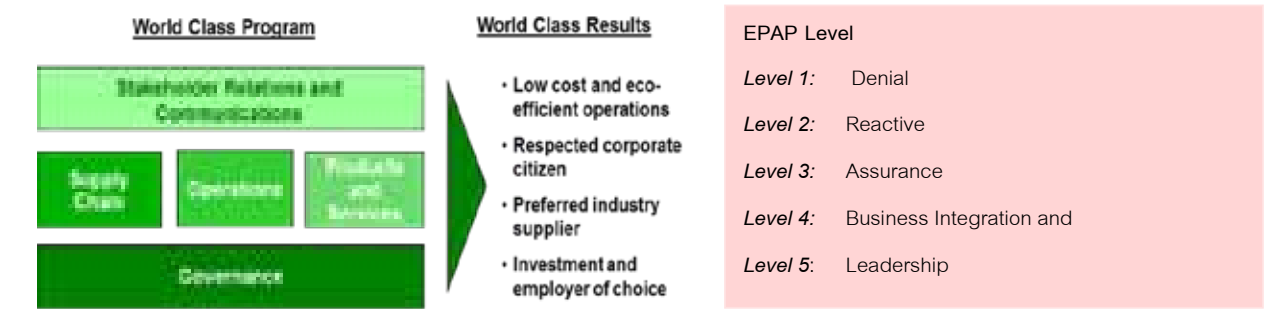 World Class Program
Stakeholder Relations and
Communications
Supply
Chain
Operations
Products
and
Services
Governance
World Class Results
• Low cost and eco-
efficient operations
• Respected corporate
citizen
• Preferred industry
supplier
• Investment and
employer of choice
EPAP Level
Level 1: Denial
Level 2: Reactive
Level 3: Assurance
Level 4: Business Integration and
Level 5: Leadership